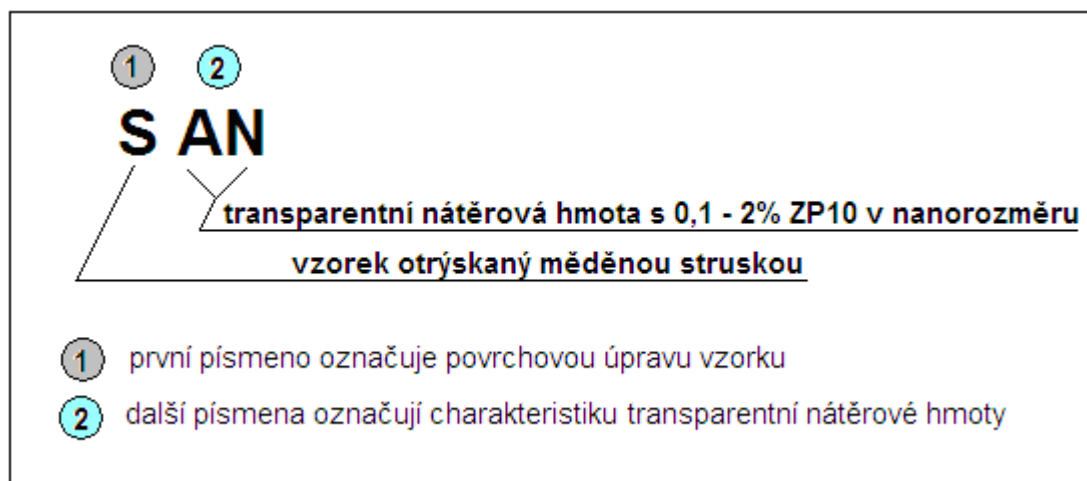 1 2
S AN
transparentní nátěrová hmota s 0,1 - 2% ZP10 v nanorozměru
vzorek otrýskaný měděnou struskou
1 první písmeno označuje povrchovou úpravu vzorku
2 další písmena označují charakteristiku transparentní nátěrové hmoty